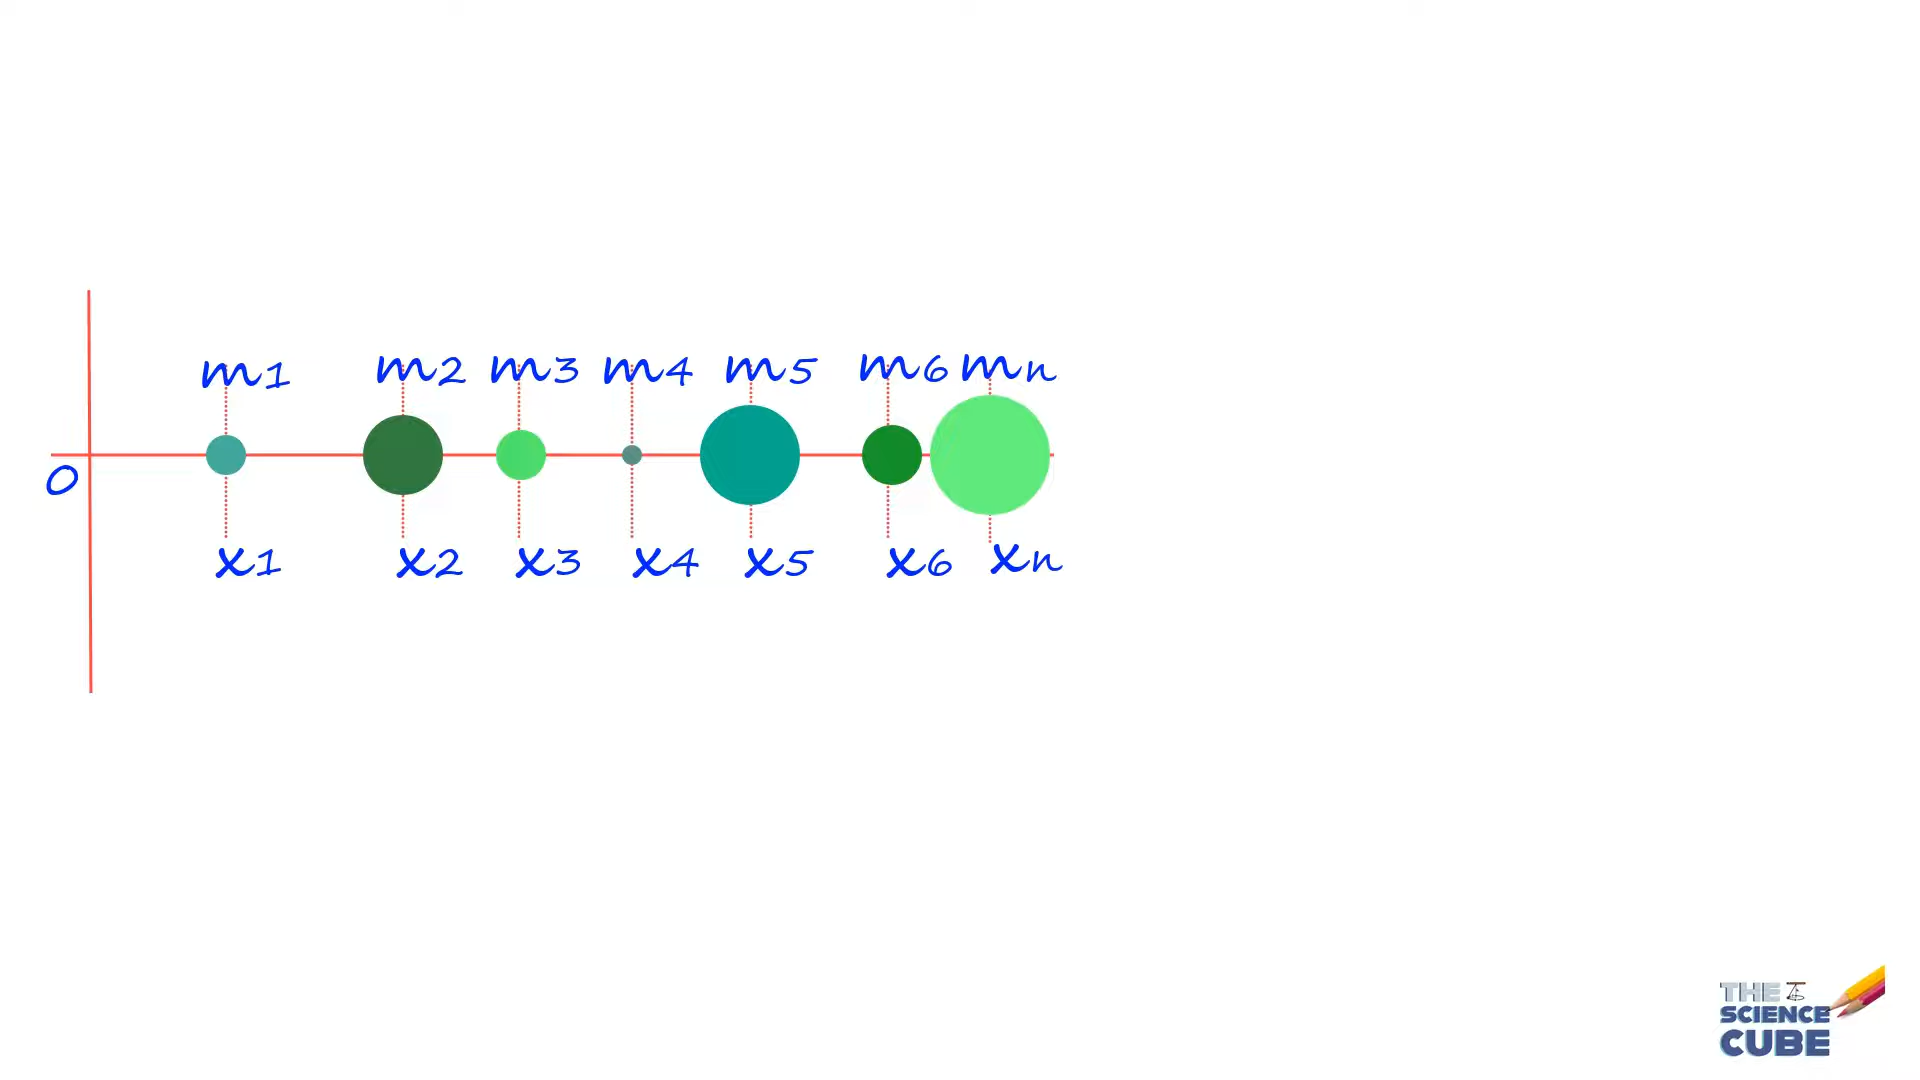 m1 m2 m3 m4 m5 m6 mn
0
x1 x2 x3 x4 x5 x6 xn
THE
SCIENCE
CUBE